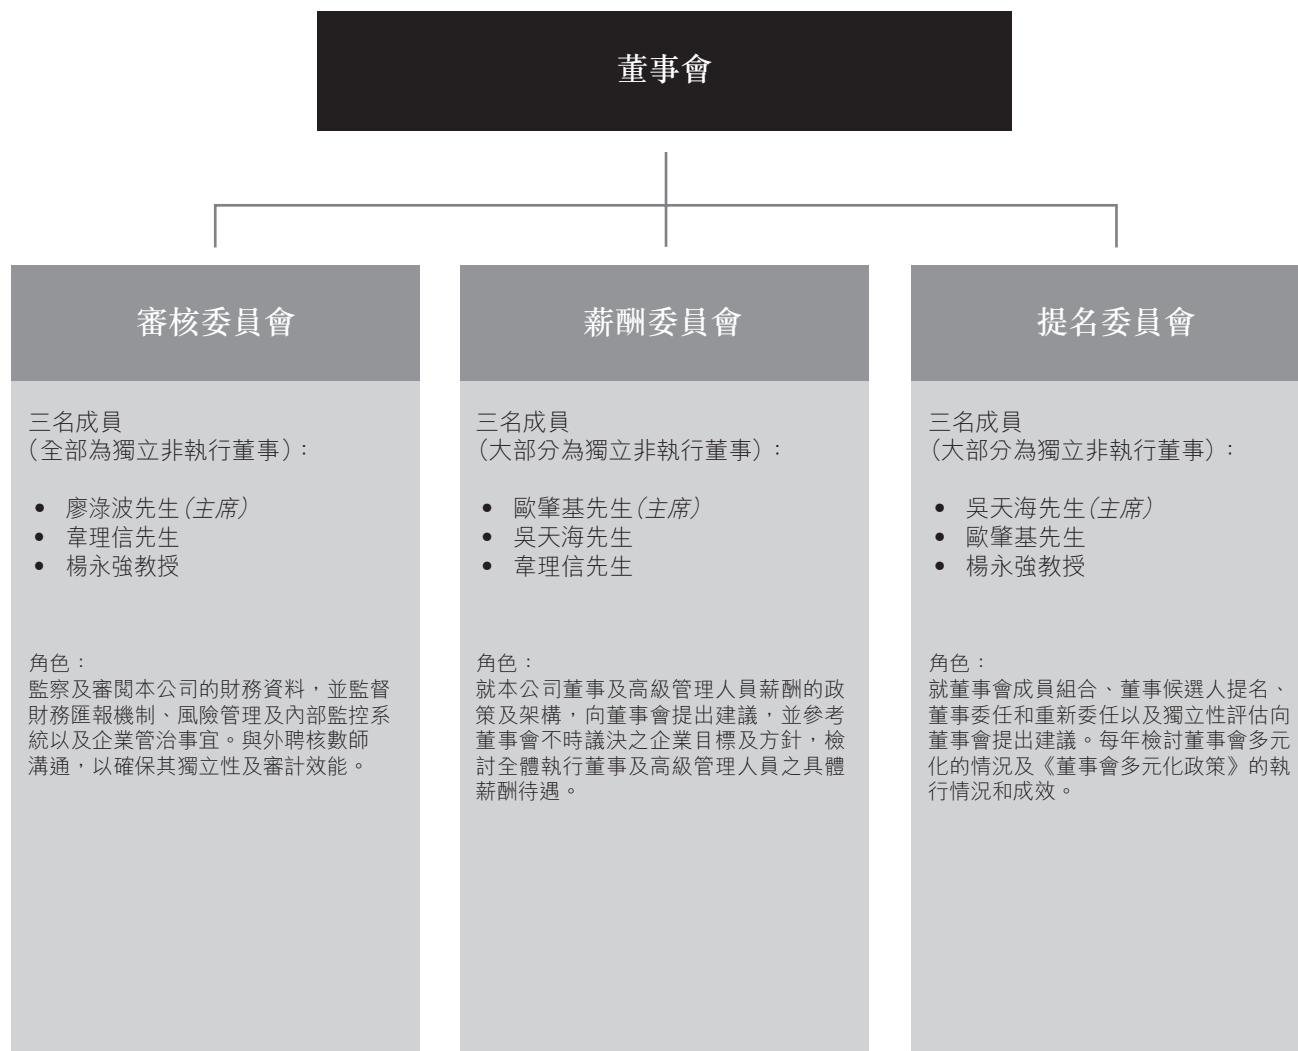 董事會
審核委員會
三名成員
（全部為獨立非執行董事）：
• 廖淥波先生（主席）
• 韋理信先生
• 楊永強教授
角色：
監察及審閱本公司的財務資料，並監督
財務匯報機制、風險管理及內部監控系
統以及企業管治事宜。與外聘核數師
溝通，以確保其獨立性及審計效能。
薪酬委員會
三名成員
（大部分為獨立非執行董事）：
• 歐肇基先生（主席）
• 吳天海先生
• 韋理信先生
角色：
就本公司董事及高級管理人員薪酬的政
策及架構，向董事會提出建議，並參考
董事會不時議決之企業目標及方針，檢
討全體執行董事及高級管理人員之具體
薪酬待遇。
提名委員會
三名成員
（大部分為獨立非執行董事）：
• 吳天海先生（主席）
• 歐肇基先生
• 楊永強教授
角色：
就董事會成員組合、董事候選人提名、
董事委任和重新委任以及獨立性評估向
董事會提出建議。每年檢討董事會多元
化的情況及《董事會多元化政策》的執
行情況和成效。